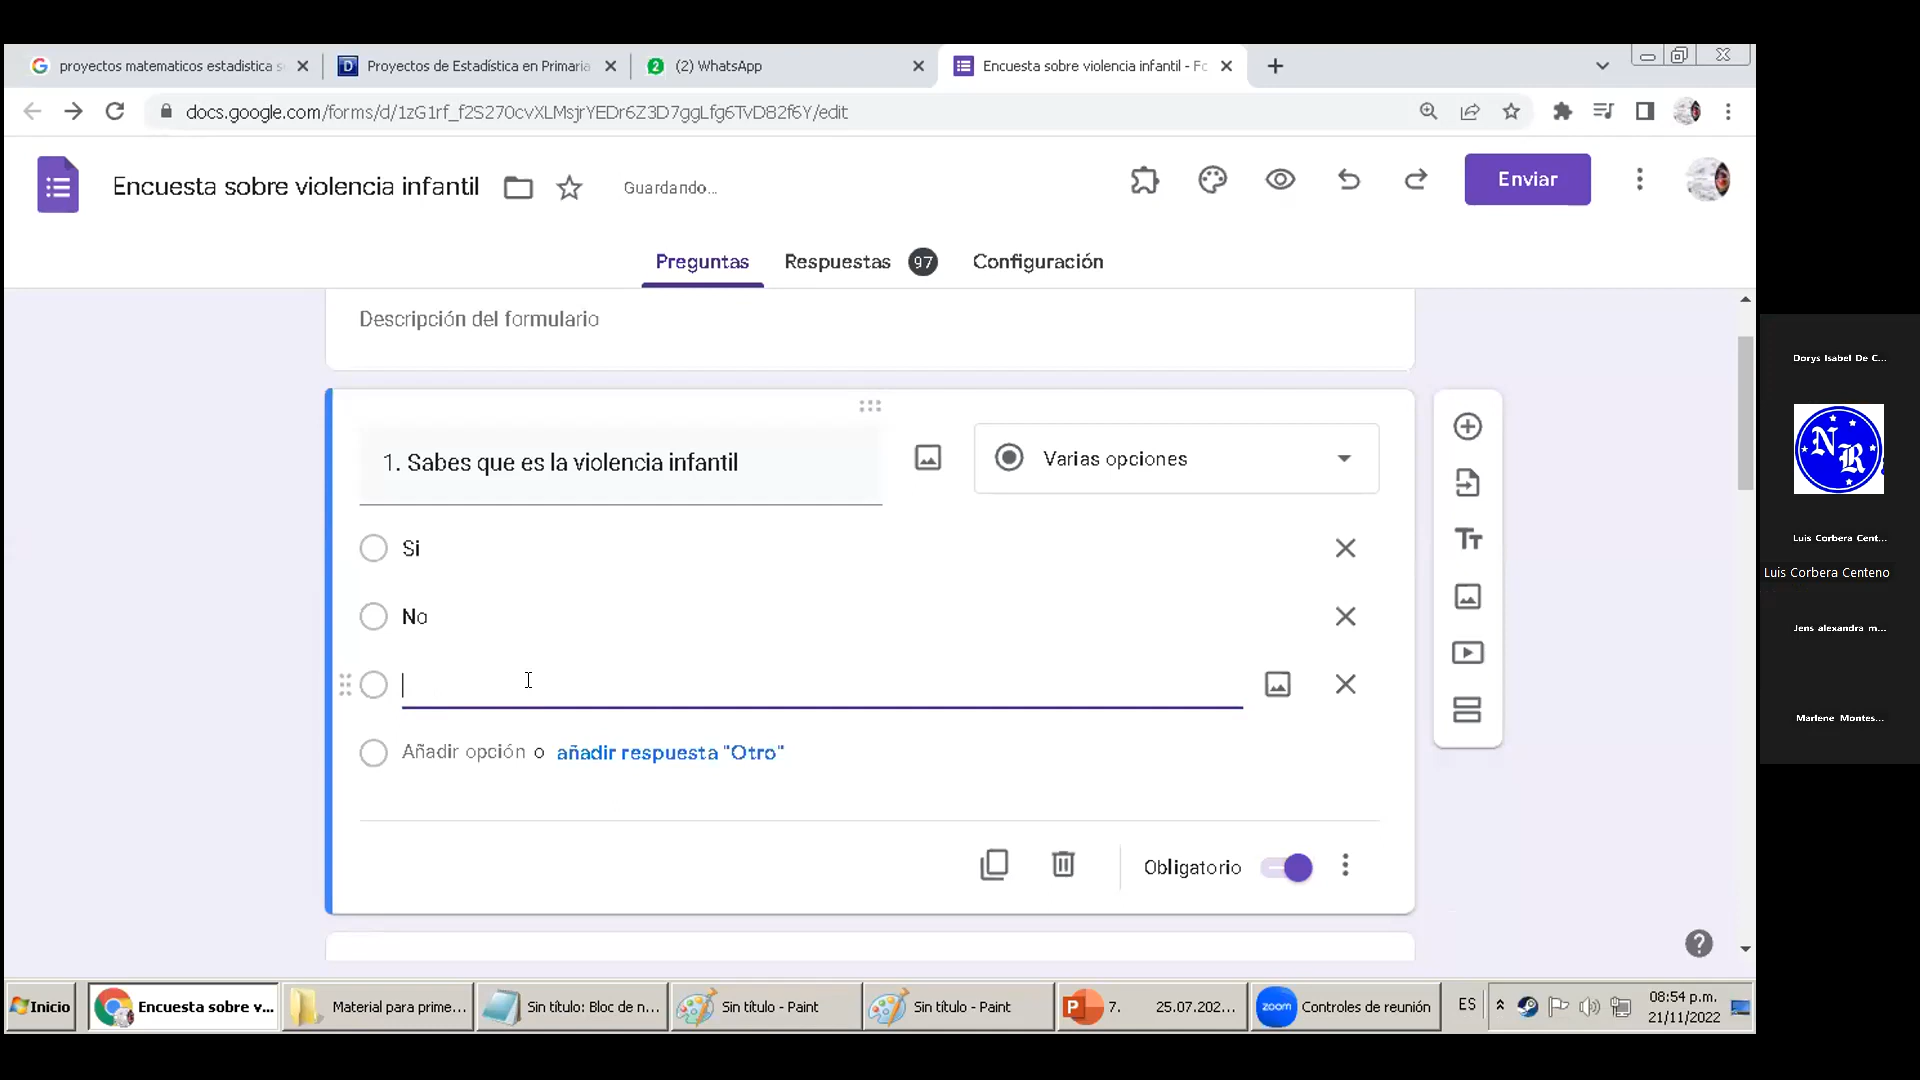 proyectos matematicos estadistica s
Proyectos de Estadística en Primaria
(2) WhatsApp
Encuesta sobre violencia infantil - Fo
docs.google.com/forms/d/1zG1rf_f2S270cvXLMsjrYEDr6Z3D7ggLfg6TvD82f6Y/edit
Encuesta sobre violencia infantil
Guardando...
Enviar
Preguntas
Respuestas
97
Configuración
Descripción del formulario
1. Sabes que es la violencia infantil
Varias opciones
Si
No
Añadir opción o añadir respuesta "Otro"
Obligatorio
Dorys Isabel De C...
N R
Luis Corbera Cent...
Luis Corbera Centeno
Jens alexandra m...
Marlene Montes...
Inicio
Encuesta sobre v...
Material para prime...
Sin título: Bloc de n...
Sin título - Paint
Sin título - Paint
7. 25.07.202...
zoom
Controles de reunión
ES
08:54 p.m.
21/11/2022